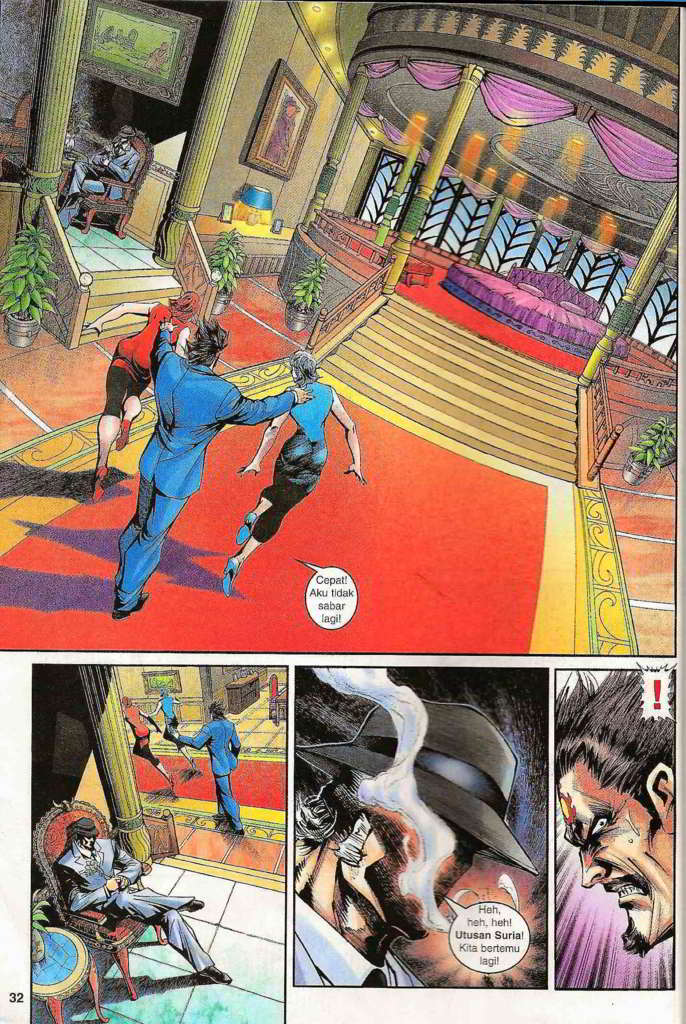 Cepat!
Aku tidak
sabar
lagi!
!
Heh,
heh, heh!
Utusan Suria!
Kita bertemu
lagi!
32